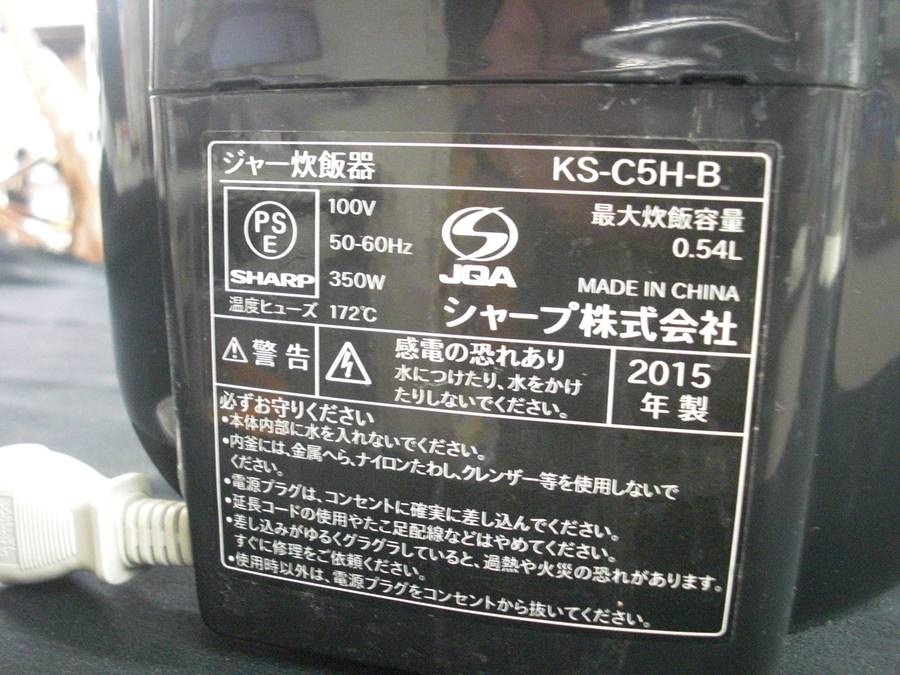 ジャー炊飯器 KS-C5H-B
PS
E
SHARP
100V
50-60Hz
350W
温度ヒューズ 172℃
JQA
最大炊飯容量
0.54L
MADE IN CHINA
シャープ株式会社
警告
感電の恐れあり
水につけたり、水をかけ
たりしないでください。
2015
年製
必ずお守りください
•本体内部に水を入れないでください。
•内釜には、金属へら、ナイロンたわし、クレンザー等を使用しないで
ください。
•電源プラグは、コンセントに確実に差し込んでください。
•延長コードの使用やたこ足配線などはやめてください。
•差し込みがゆるくグラグラしていると、過熱や火災の恐れがあります。
すぐに修理をご依頼ください。
•使用時以外は、電源プラグをコンセントから抜いてください。